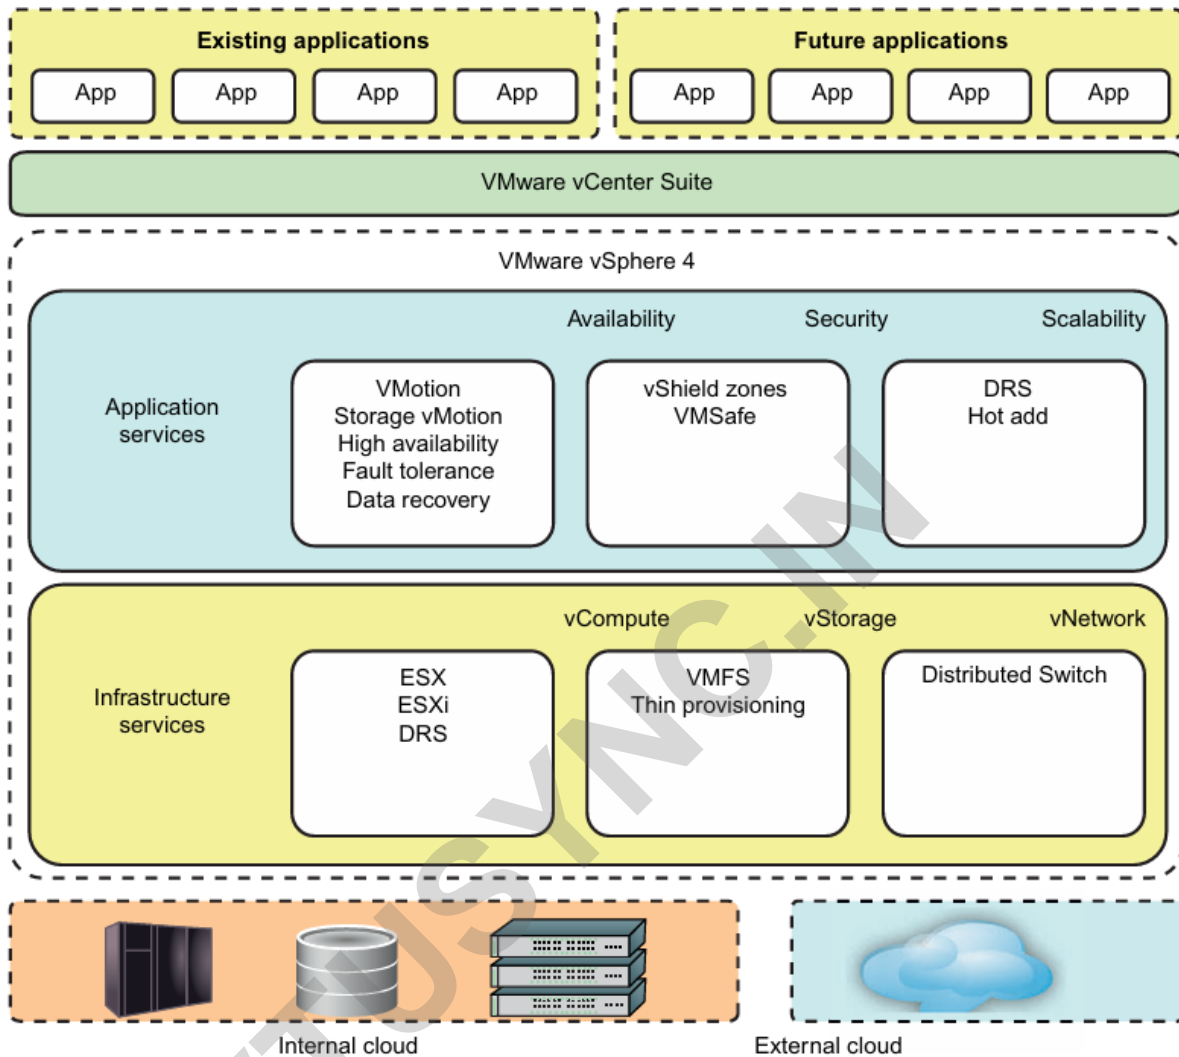 Existing applications
App App App App
Future applications
App App App App
VMware vCenter Suite
VMware vSphere 4
Availability Security Scalability
Application
services
VMotion
Storage vMotion
High availability
Fault tolerance
Data recovery
vShield zones
VMSafe
DRS
Hot add
vCompute vStorage vNetwork
Infrastructure
services
ESX
ESXi
DRS
VMFS
Thin provisioning
Distributed Switch
Internal cloud
External cloud
TUSYNC.IN